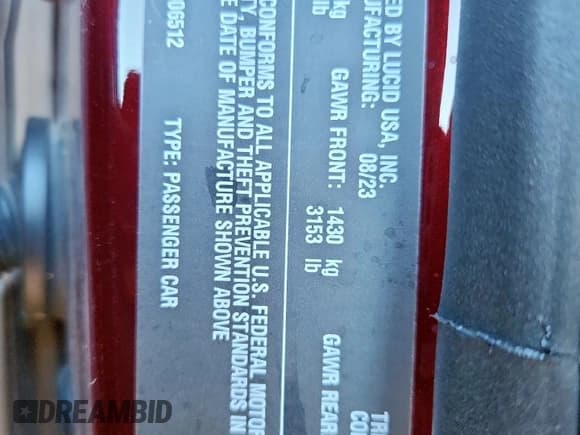 ED BY LUCID USA, INC.
UFACTURING: 08/23
kg GAWR FRONT: 1430 kg GAWR REAR
lb 3153 lb
CONFORMS TO ALL APPLICABLE U.S. FEDERAL MOTOR
TY, BUMPER AND THEFT PREVENTION STANDARDS IN
E DATE OF MANUFACTURE SHOWN ABOVE
06512 TYPE: PASSENGER CAR
DREAMBID